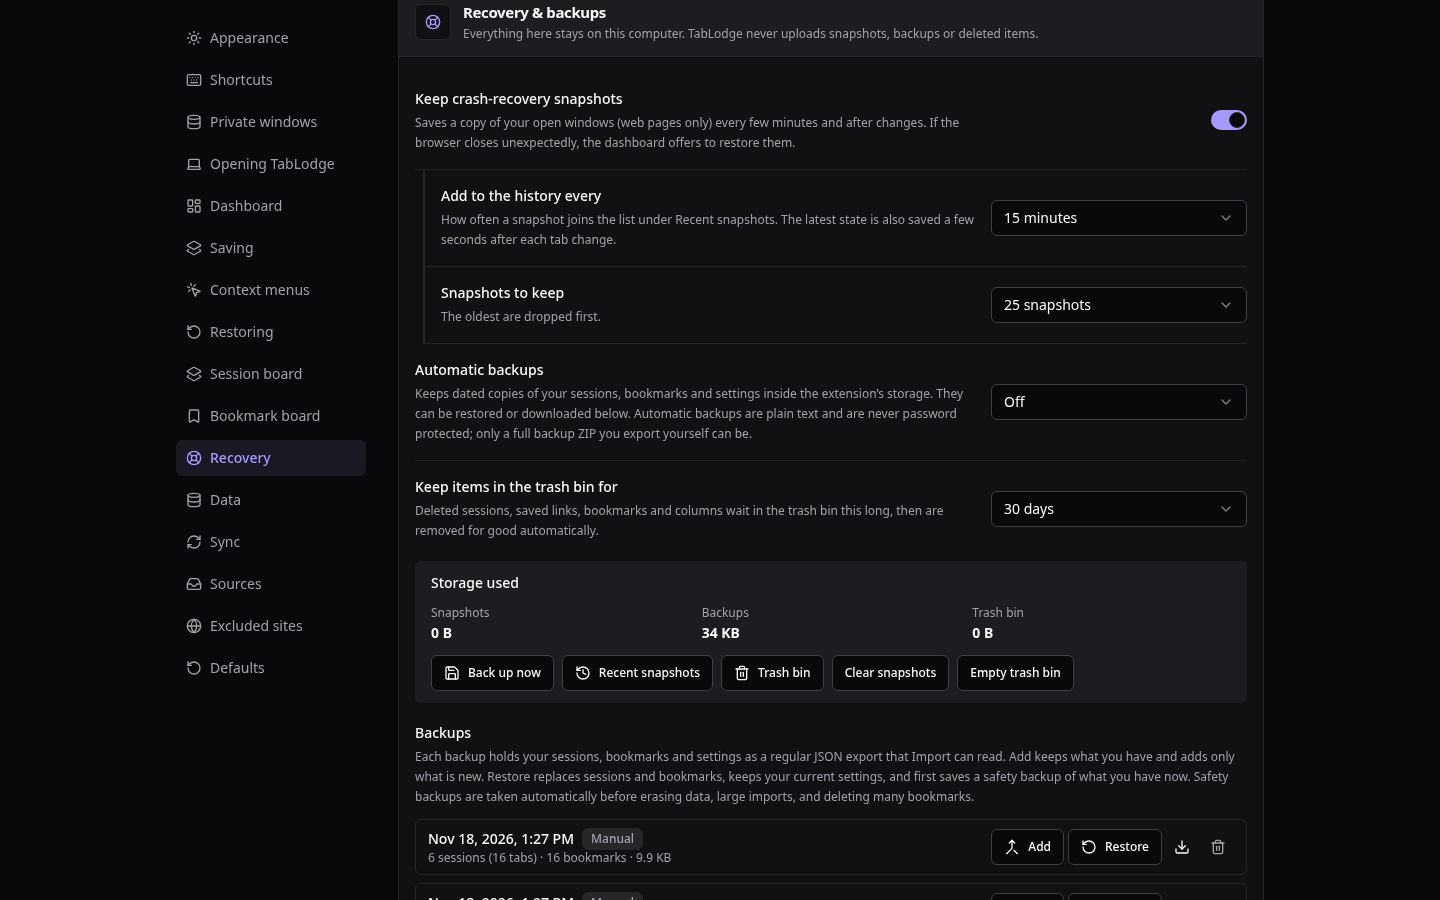 Appearance
Shortcuts
Private windows
Opening TabLodge
Dashboard
Saving
Context menus
Restoring
Session board
Bookmark board
Recovery
Data
Sync
Sources
Excluded sites
Defaults
Recovery & backups
Everything here stays on this computer. TabLodge never uploads snapshots, backups or deleted items.
Keep crash-recovery snapshots
Saves a copy of your open windows (web pages only) every few minutes and after changes. If the
browser closes unexpectedly, the dashboard offers to restore them.
Add to the history every
How often a snapshot joins the list under Recent snapshots. The latest state is also saved a few
seconds after each tab change.
15 minutes
Snapshots to keep
The oldest are dropped first.
25 snapshots
Automatic backups
Keeps dated copies of your sessions, bookmarks and settings inside the extension’s storage. They
can be restored or downloaded below. Automatic backups are plain text and are never password
protected; only a full backup ZIP you export yourself can be.
Off
Keep items in the trash bin for
Deleted sessions, saved links, bookmarks and columns wait in the trash bin this long, then are
removed for good automatically.
30 days
Storage used
Snapshots
0 B
Backups
34 KB
Trash bin
0 B
Back up now
Recent snapshots
Trash bin
Clear snapshots
Empty trash bin
Backups
Each backup holds your sessions, bookmarks and settings as a regular JSON export that Import can read. Add keeps what you have and adds only
what is new. Restore replaces sessions and bookmarks, keeps your current settings, and first saves a safety backup of what you have now. Safety
backups are taken automatically before erasing data, large imports, and deleting many bookmarks.
Nov 18, 2026, 1:27 PM Manual
6 sessions (16 tabs) · 16 bookmarks · 9.9 KB
Add
Restore
Nov 18, 2026, 1:27 PM Manual